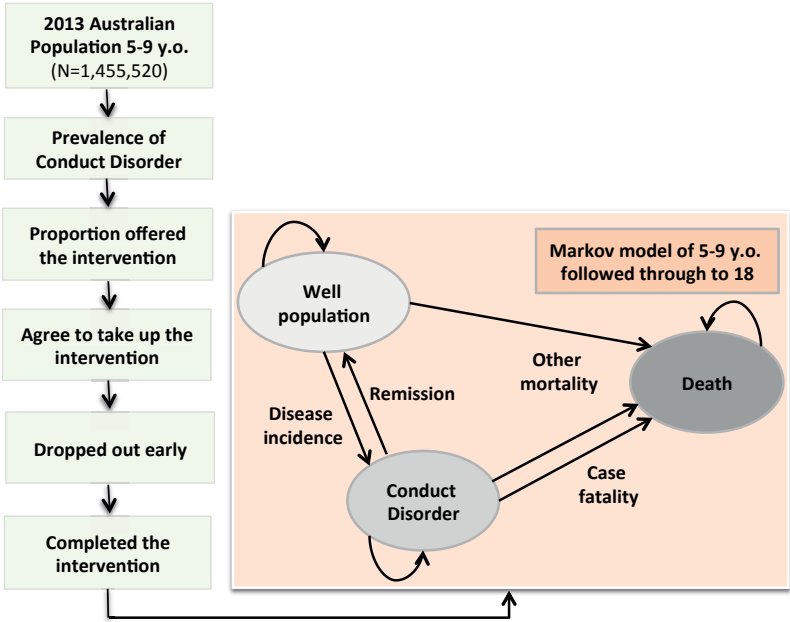 2013 Australian
Population 5-9 y.o.
(N=1,455,520)
Prevalence of
Conduct Disorder
Proportion offered
the intervention
Agree to take up the
intervention
Dropped out early
Completed the
intervention
Markov model of 5-9 y.o.
followed through to 18
Well
population
Other
mortality
Death
Remission
Disease
incidence
Conduct
Disorder
Case
fatality